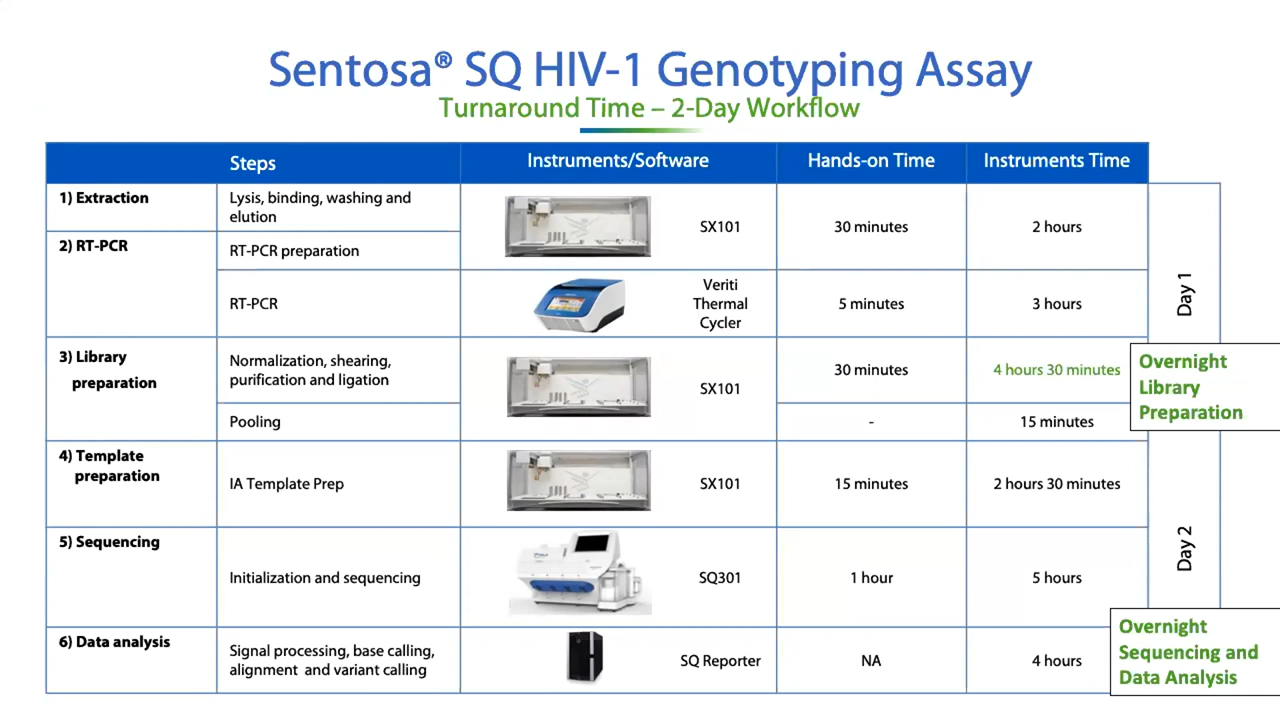 Sentosa® SQ HIV-1 Genotyping Assay
Turnaround Time – 2-Day Workflow
Steps
Instruments/Software
Hands-on Time
Instruments Time
1) Extraction
Lysis, binding, washing and
elution
SX101
30 minutes
2 hours
2) RT-PCR
RT-PCR preparation
RT-PCR
Veriti
Thermal
Cycler
5 minutes
3 hours
Day 1
3) Library
preparation
Normalization, shearing,
purification and ligation
SX101
30 minutes
4 hours 30 minutes
Overnight
Library
Preparation
Pooling
-
15 minutes
4) Template
preparation
IA Template Prep
SX101
15 minutes
2 hours 30 minutes
Day 2
5) Sequencing
Initialization and sequencing
SQ301
1 hour
5 hours
6) Data analysis
Signal processing, base calling,
alignment and variant calling
SQ Reporter
NA
4 hours
Overnight
Sequencing and
Data Analysis